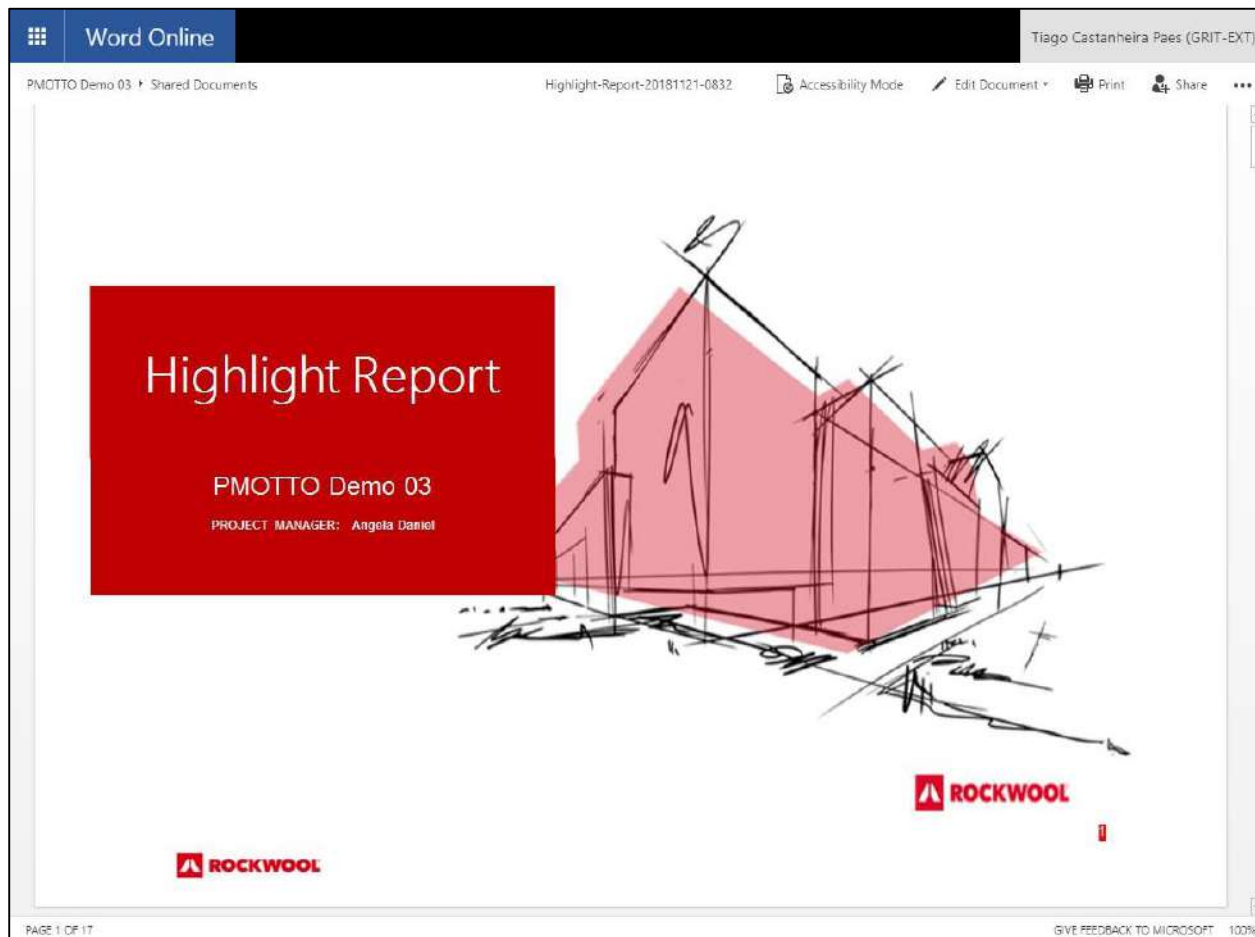 Word Online
Tiago Castanheira Paes (GRIT-EXT)
PMOTTO Demo 03 ▸ Shared Documents
Highlight-Report-20181121-0832
Accessibility Mode
Edit Document
Print
Share
•••
Highlight Report
PMOTTO Demo 03
PROJECT MANAGER: Angela Daniel
ROCKWOOL
1
ROCKWOOL
PAGE 1 OF 17
GIVE FEEDBACK TO MICROSOFT
100%